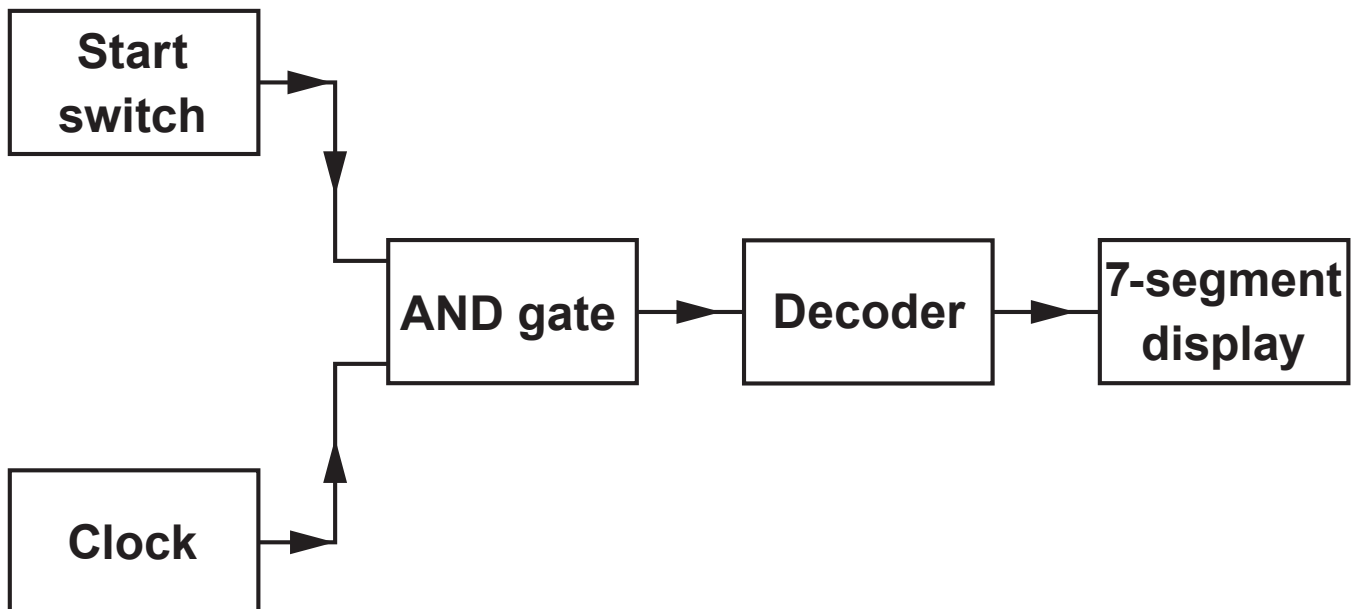 Start
switch
AND gate
Decoder
7-segment
display
Clock